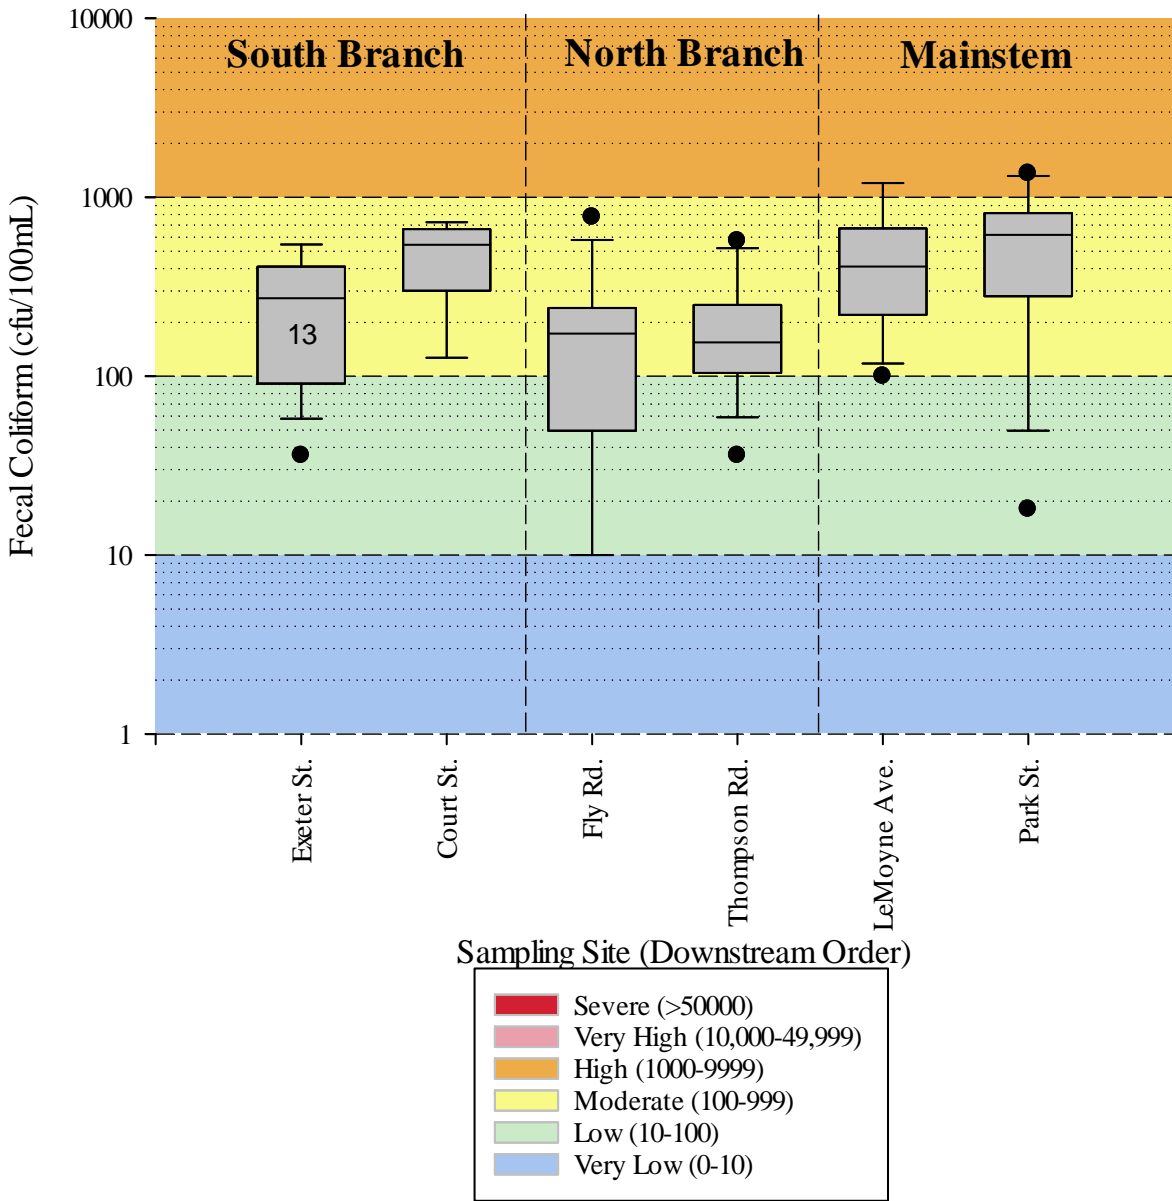 10000
South Branch
North Branch
Mainstem
1000
100
10
1
Fecal Coliform (cfu/100mL)
13
Exeter St.
Court St.
Fly Rd.
Thompson Rd.
LeMoyne Ave.
Park St.
Sampling Site (Downstream Order)
Severe (>50000)
Very High (10,000-49,999)
High (1000-9999)
Moderate (100-999)
Low (10-100)
Very Low (0-10)